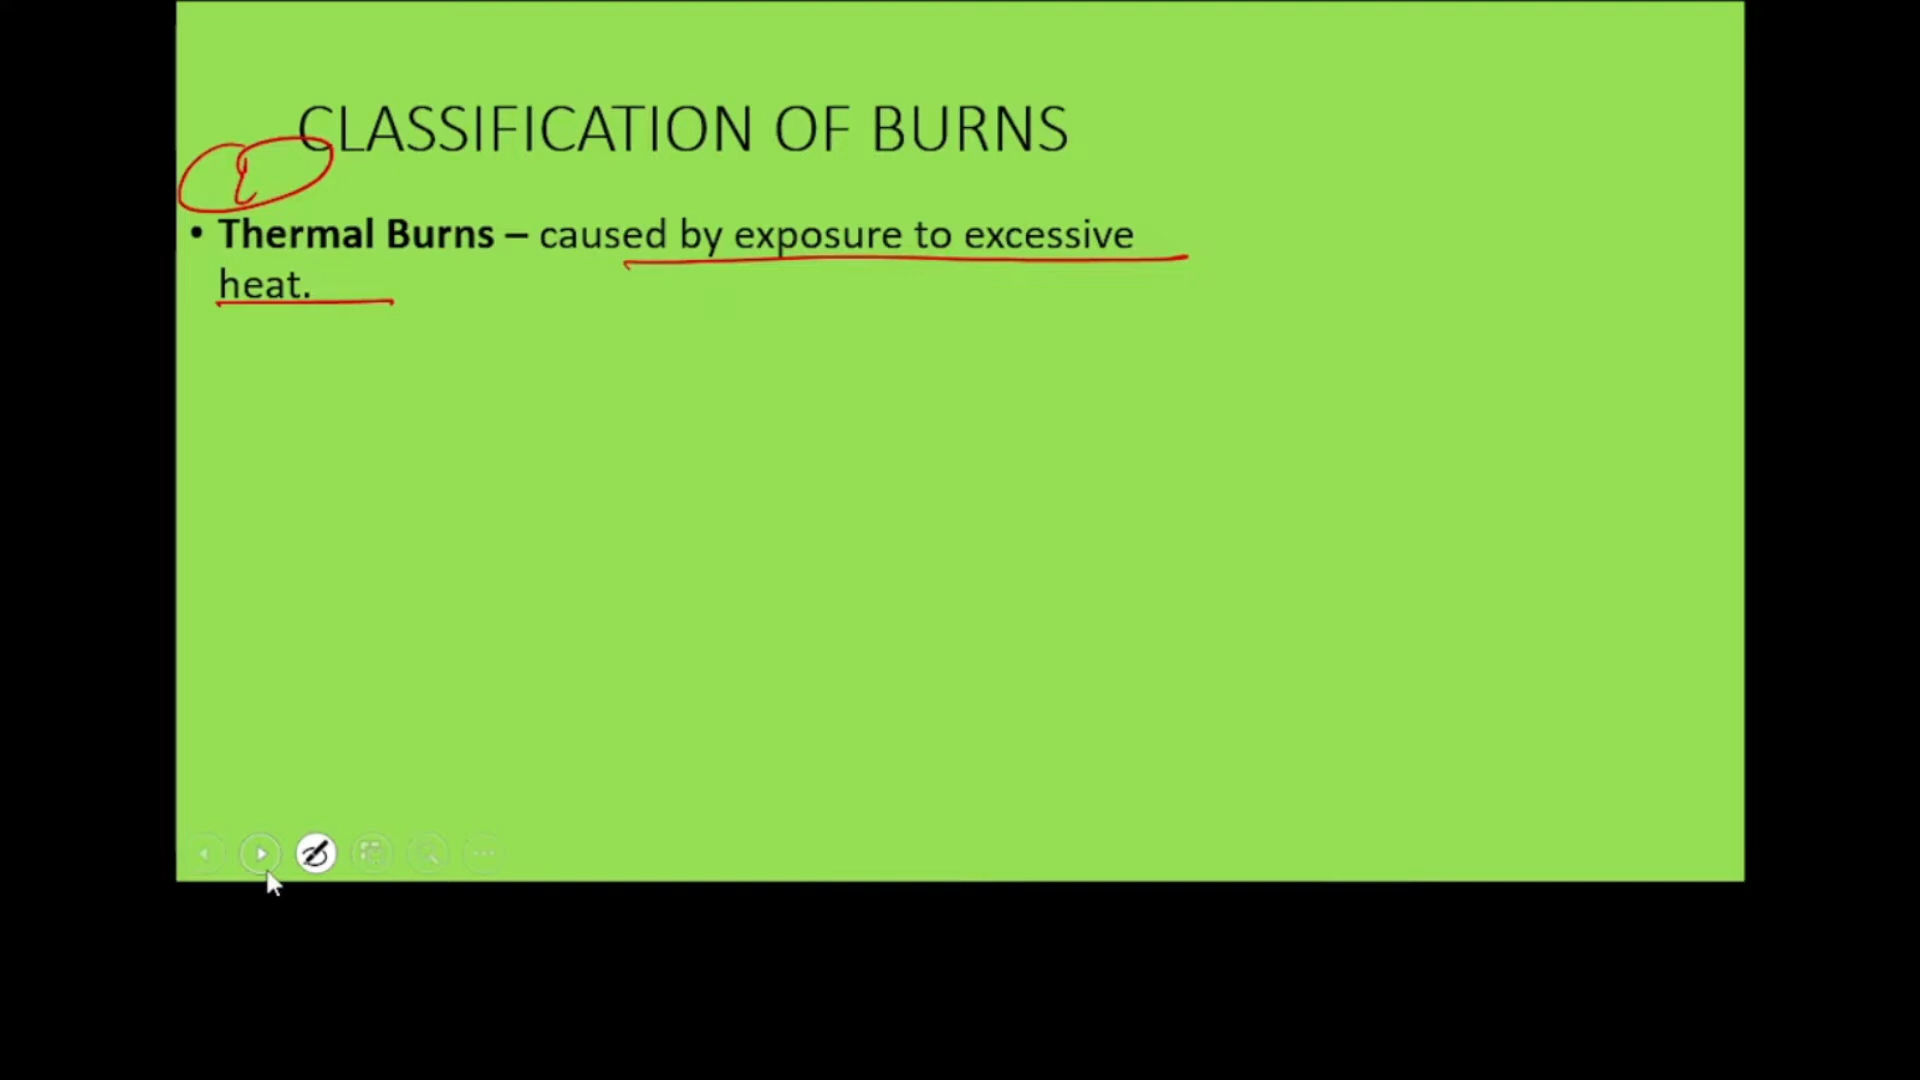 CLASSIFICATION OF BURNS
• Thermal Burns – caused by exposure to excessive
heat.